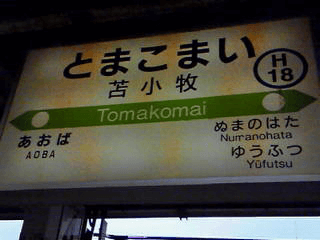 とまこまい
H
18
苫小牧
Tomakomai
あおば
AOBA
ぬまのはた
Numanohata
ゆうふつ
Yūfutsu